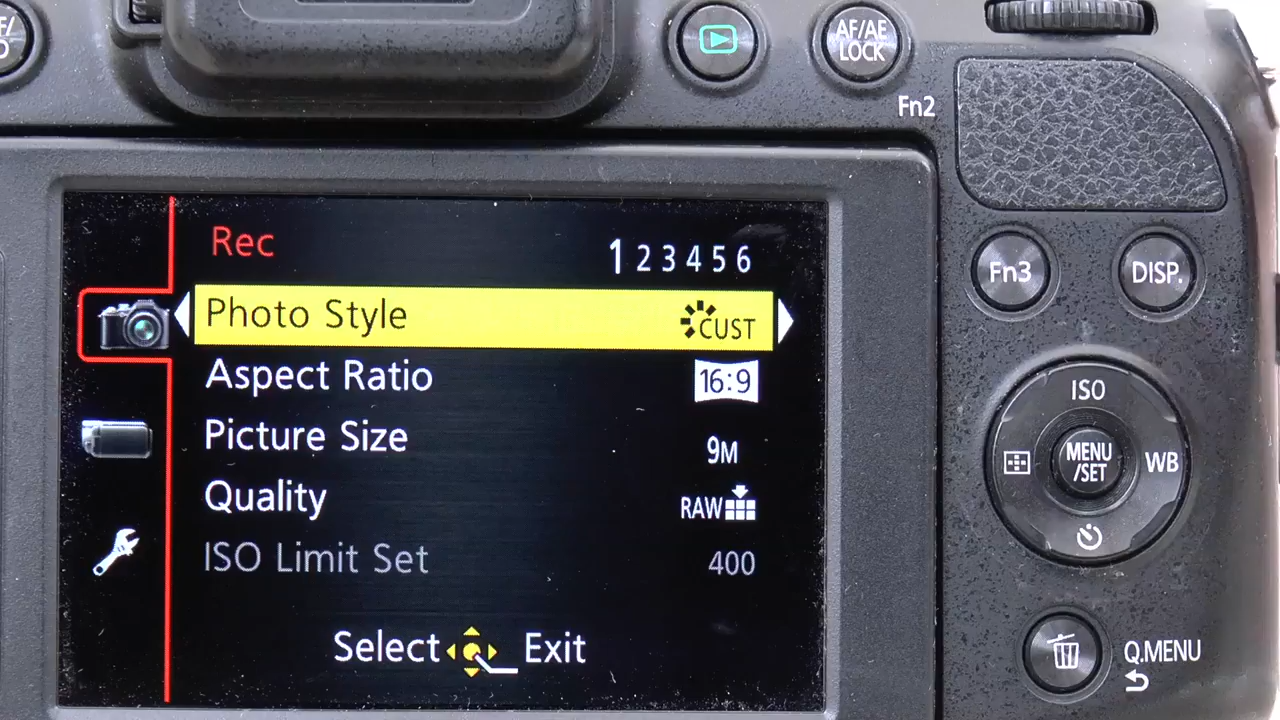 AF/AE
LOCK
Fn2
Rec
1 2 3 4 5 6
Photo Style CUST
Aspect Ratio 16:9
Picture Size 9M
Quality RAW
ISO Limit Set 400
Select Exit
Fn3
DISP.
ISO
MENU
/SET
WB
Q.MENU